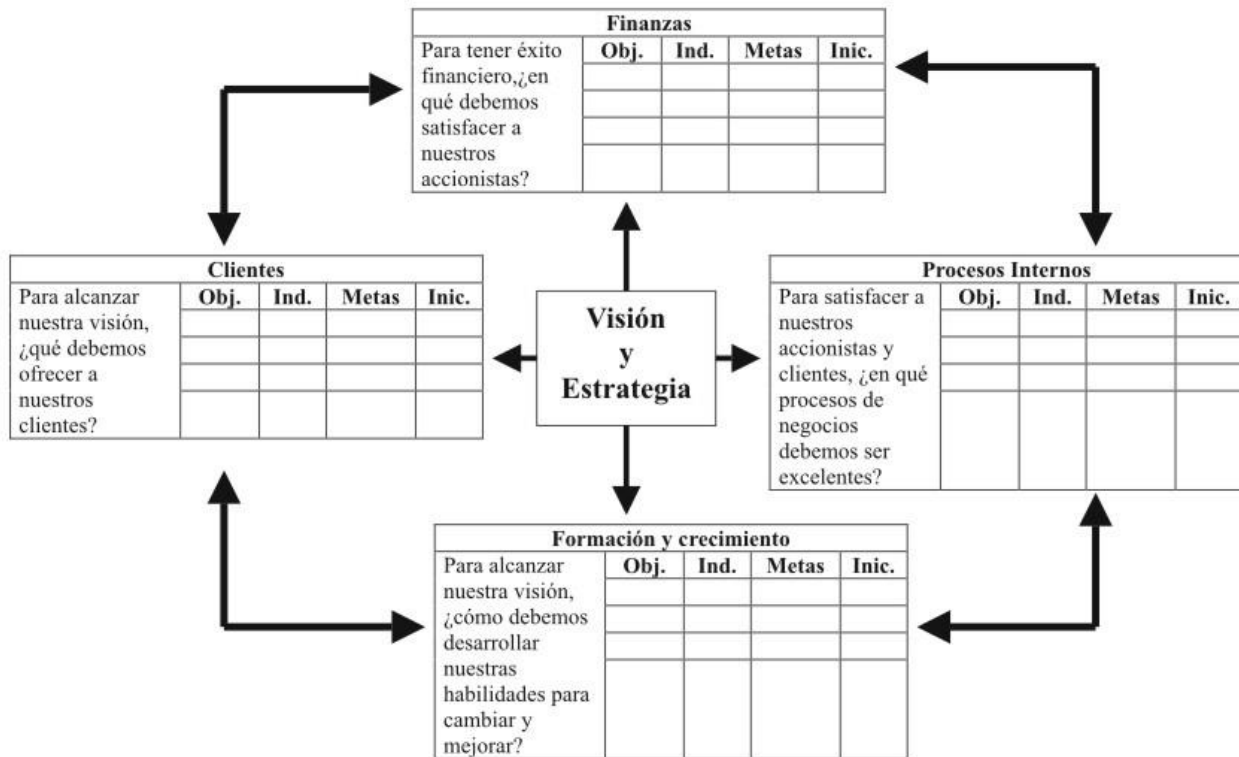 Finanzas
Para tener éxito
financiero,¿en
qué debemos
satisfacer a
nuestros
accionistas?
Obj. Ind. Metas Inic.
Clientes
Para alcanzar
nuestra visión,
¿qué debemos
ofrecer a
nuestros
clientes?
Obj. Ind. Metas Inic.
Visión
y
Estrategia
Procesos Internos
Para satisfacer a
nuestros
accionistas y
clientes, ¿en qué
procesos de
negocios
debemos ser
excelentes?
Obj. Ind. Metas Inic.
Formación y crecimiento
Para alcanzar
nuestra visión,
¿cómo debemos
desarrollar
nuestras
habilidades para
cambiar y
mejorar?
Obj. Ind. Metas Inic.